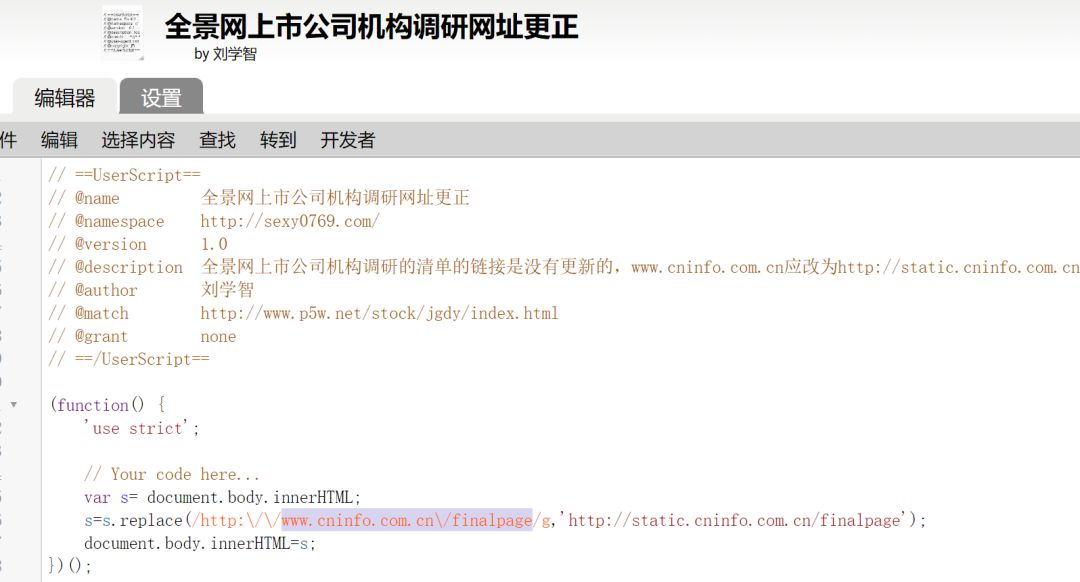 全景网上市公司机构调研网址更正
by 刘学智
编辑器 设置
件 编辑 选择内容 查找 转到 开发者
// ==UserScript==
// @name 全景网上市公司机构调研网址更正
// @namespace http://sexy0769.com/
// @version 1.0
// @description 全景网上市公司机构调研的清单的链接是没有更新的，www.cninfo.com.cn应改为http://static.cninfo.com.cn
// @author 刘学智
// @match http://www.p5w.net/stock/jgdy/index.html
// @grant none
// ==/UserScript==
(function() {
'use strict';
// Your code here...
var s= document.body.innerHTML;
s=s.replace(/http:\/\/www.cninfo.com.cn\/finalpage/g,'http://static.cninfo.com.cn/finalpage');
document.body.innerHTML=s;
})();